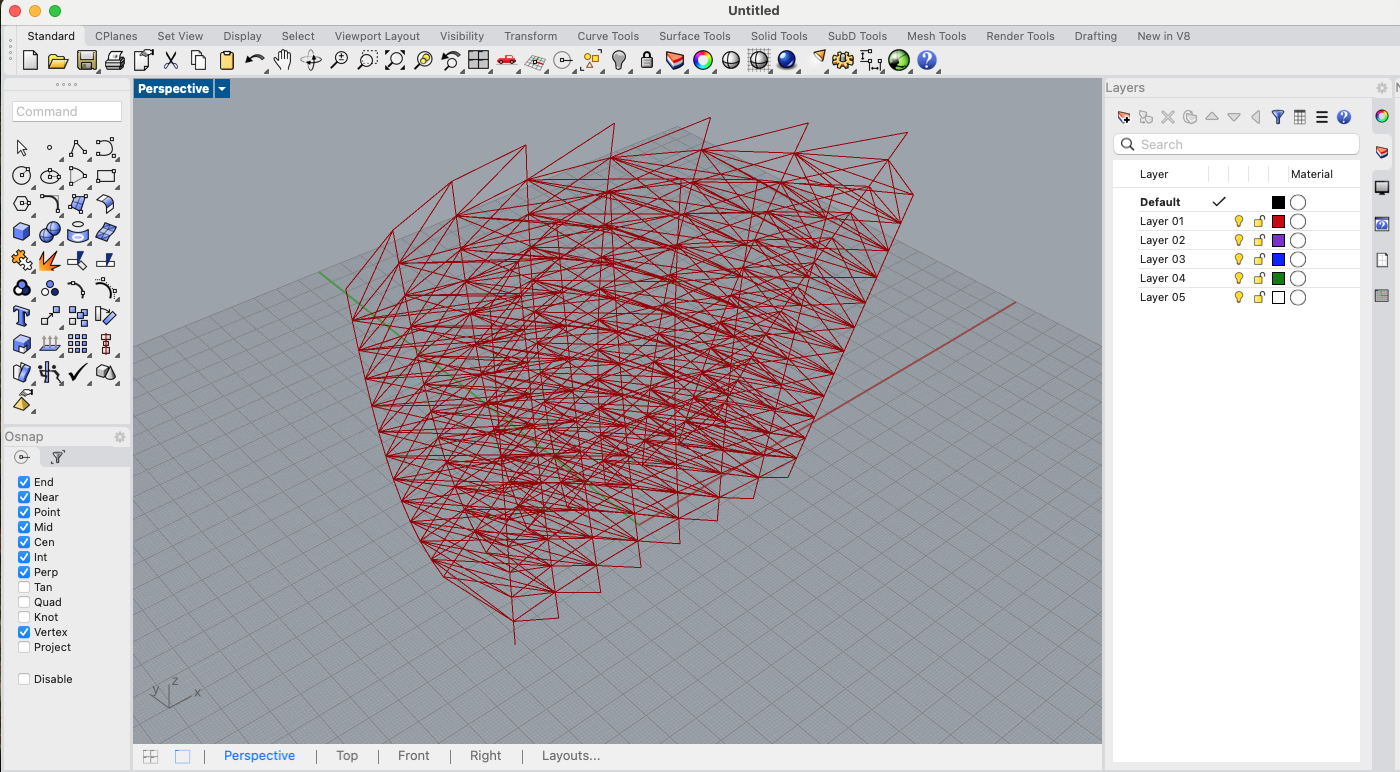 Untitled
Standard CPlanes Set View Display Select Viewport Layout Visibility Transform Curve Tools Surface Tools Solid Tools SubD Tools Mesh Tools Render Tools Drafting New in V8
Command
Osnap
End
Near
Point
Mid
Cen
Int
Perp
Tan
Quad
Knot
Vertex
Project
Disable
Perspective
z
y
x
Perspective Top Front Right Layouts...
Layers
Search
Layer Material
Default
Layer 01
Layer 02
Layer 03
Layer 04
Layer 05